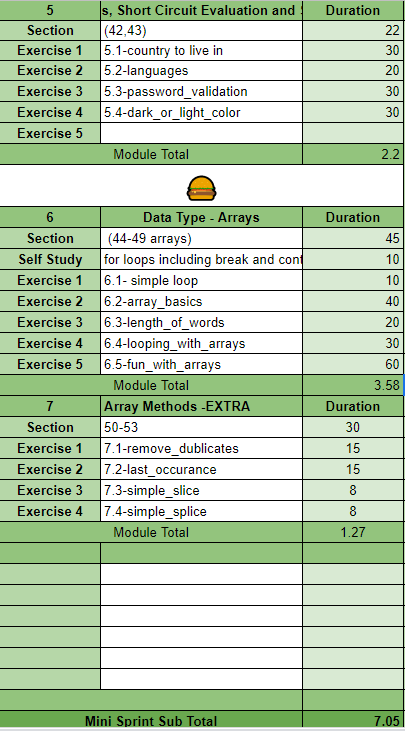 5 s, Short Circuit Evaluation and Duration
Section (42,43) 22
Exercise 1 5.1-country to live in 30
Exercise 2 5.2-languages 20
Exercise 3 5.3-password_validation 30
Exercise 4 5.4-dark_or_light_color 30
Exercise 5
Module Total 2.2
6 Data Type - Arrays Duration
Section (44-49 arrays) 45
Self Study for loops including break and cont 10
Exercise 1 6.1- simple loop 10
Exercise 2 6.2-array_basics 40
Exercise 3 6.3-length_of_words 20
Exercise 4 6.4-looping_with_arrays 30
Exercise 5 6.5-fun_with_arrays 60
Module Total 3.58
7 Array Methods -EXTRA Duration
Section 50-53 30
Exercise 1 7.1-remove_dublicates 15
Exercise 2 7.2-last_occurance 15
Exercise 3 7.3-simple_slice 8
Exercise 4 7.4-simple_splice 8
Module Total 1.27
Mini Sprint Sub Total 7.05